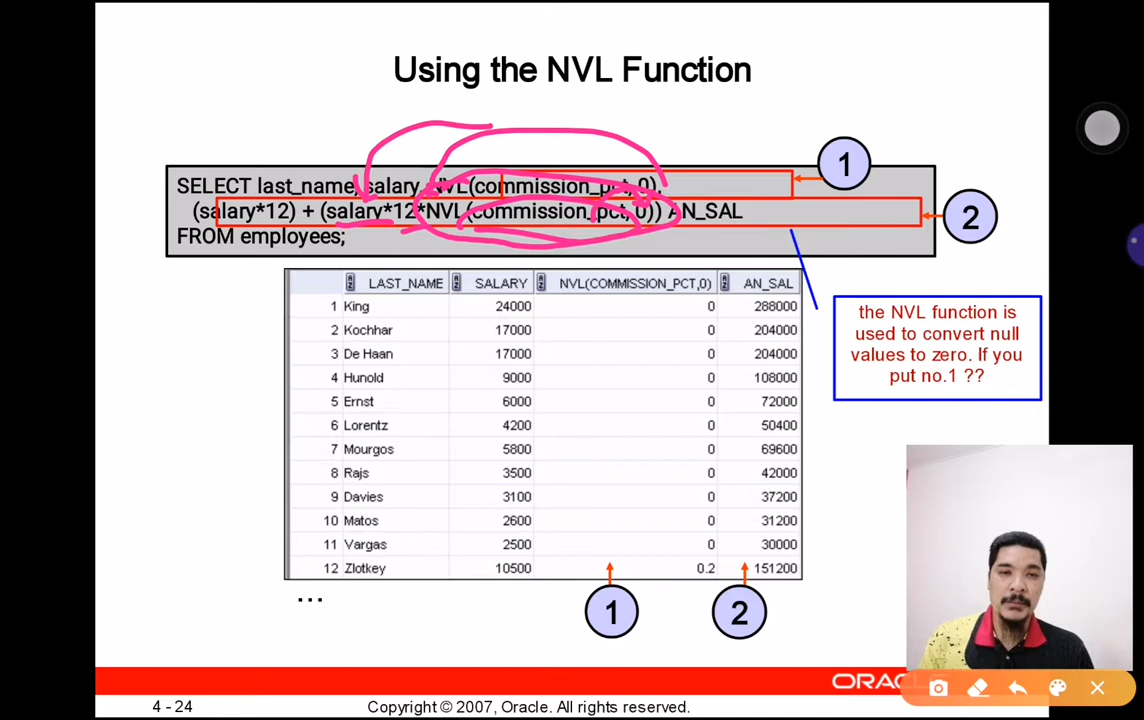 Using the NVL Function
1
SELECT last_name, salary, NVL(commission_pct,0),
(salary*12) + (salary*12*NVL(commission_pct,0)) AN_SAL
FROM employees;
2
LAST_NAME SALARY NVL(COMMISSION_PCT,0) AN_SAL
1 King 24000 0 288000
2 Kochhar 17000 0 204000
3 De Haan 17000 0 204000
4 Hunold 9000 0 108000
5 Ernst 6000 0 72000
6 Lorentz 4200 0 50400
7 Mourgos 5800 0 69600
8 Rajs 3500 0 42000
9 Davies 3100 0 37200
10 Matos 2600 0 31200
11 Vargas 2500 0 30000
12 Zlotkey 10500 0.2 151200
...
the NVL function is
used to convert null
values to zero. If you
put no.1 ??
1 2
ORACLE
4 - 24 Copyright © 2007, Oracle. All rights reserved.